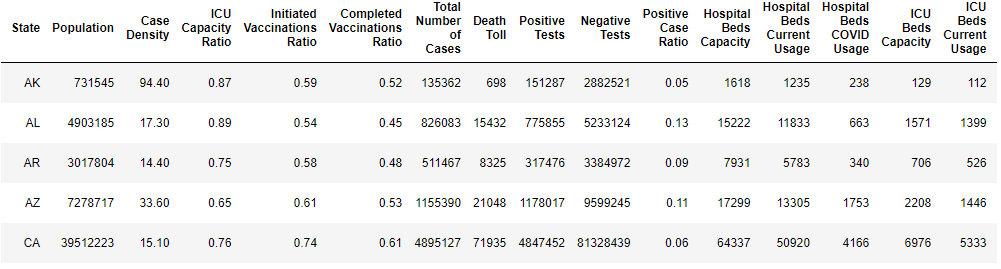 State Population Case Density ICU Capacity Ratio Initiated Vaccinations Ratio Completed Vaccinations Ratio Total Number of Cases Death Toll Positive Tests Negative Tests Positive Case Ratio Hospital Beds Capacity Hospital Beds Current Usage Hospital Beds COVID Usage ICU Beds Capacity ICU Beds Current Usage
AK 731545 94.40 0.87 0.59 0.52 135362 698 151287 2882521 0.05 1618 1235 238 129 112
AL 4903185 17.30 0.89 0.54 0.45 826083 15432 775855 5233124 0.13 15222 11833 663 1571 1399
AR 3017804 14.40 0.75 0.58 0.48 511467 8325 317476 3384972 0.09 7931 5783 340 706 526
AZ 7278717 33.60 0.65 0.61 0.53 1155390 21048 1178017 9599245 0.11 17299 13305 1753 2208 1446
CA 39512223 15.10 0.76 0.74 0.61 4895127 71935 4847452 81328439 0.06 64337 50920 4166 6976 5333